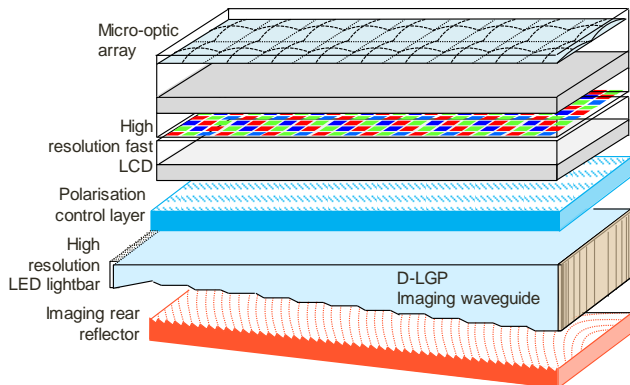 Micro-optic
array
High
resolution fast
LCD
Polarisation
control layer
High
resolution
LED lightbar
D-LGP
Imaging waveguide
Imaging rear
reflector